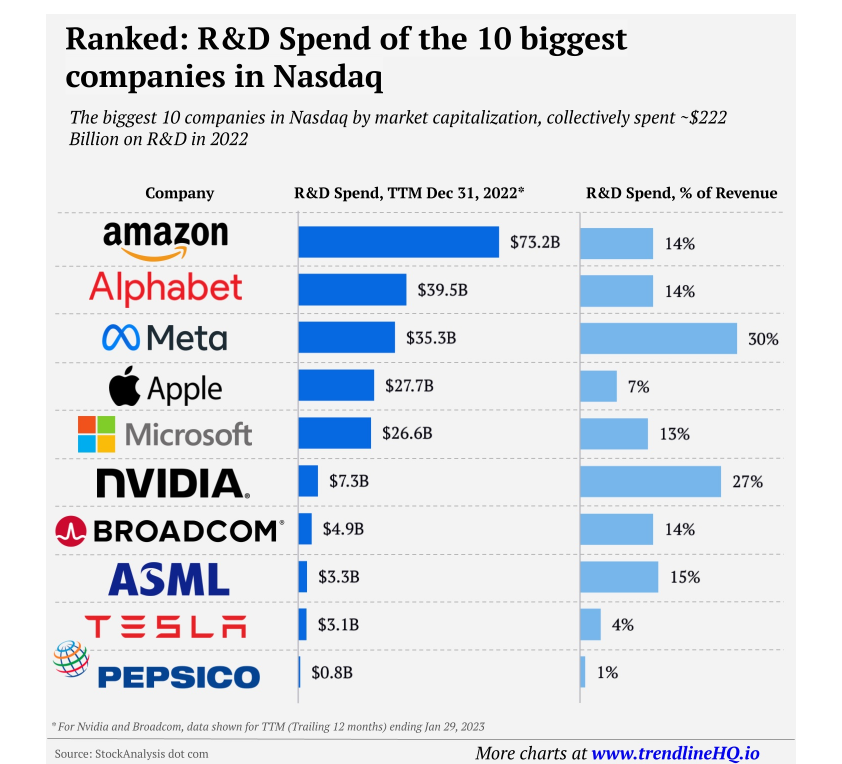 Ranked: R&D Spend of the 10 biggest
companies in Nasdaq
The biggest 10 companies in Nasdaq by market capitalization, collectively spent ~$222
Billion on R&D in 2022
Company R&D Spend, TTM Dec 31, 2022* R&D Spend, % of Revenue
amazon $73.2B 14%
Alphabet $39.5B 14%
Meta $35.3B 30%
Apple $27.7B 7%
Microsoft $26.6B 13%
NVIDIA® $7.3B 27%
BROADCOM® $4.9B 14%
ASML $3.3B 15%
TESLA $3.1B 4%
PEPSICO $0.8B 1%
* For Nvidia and Broadcom, data shown for TTM (Trailing 12 months) ending Jan 29, 2023
Source: StockAnalysis dot com More charts at www.trendlineHQ.io